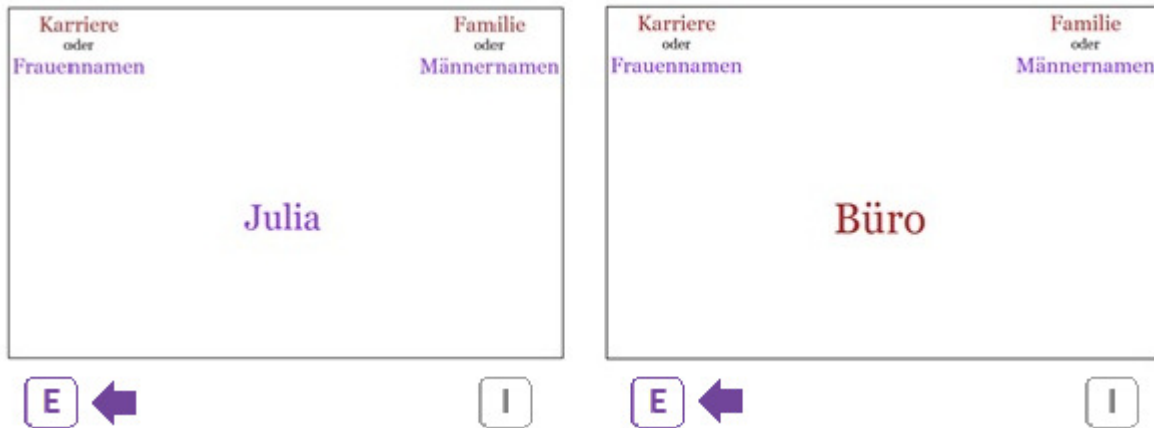 Karriere
oder
Frauennamen
Familie
oder
Männernamen
Julia
E
I
Karriere
oder
Frauennamen
Familie
oder
Männernamen
Büro
E
I